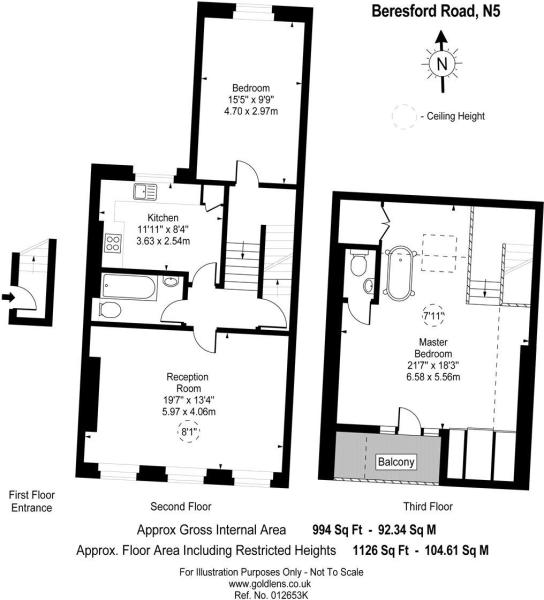 Beresford Road, N5
N
- Ceiling Height
Bedroom
15'5" x 9'9"
4.70 x 2.97m
Kitchen
11'11" x 8'4"
3.63 x 2.54m
Reception
Room
19'7" x 13'4"
5.97 x 4.06m
8'1"
7'11"
Master
Bedroom
21'7" x 18'3"
6.58 x 5.56m
Balcony
First Floor
Entrance
Second Floor
Third Floor
Approx Gross Internal Area 994 Sq Ft - 92.34 Sq M
Approx. Floor Area Including Restricted Heights 1126 Sq Ft - 104.61 Sq M
For Illustration Purposes Only - Not To Scale
www.goldlens.co.uk
Ref. No. 012653K